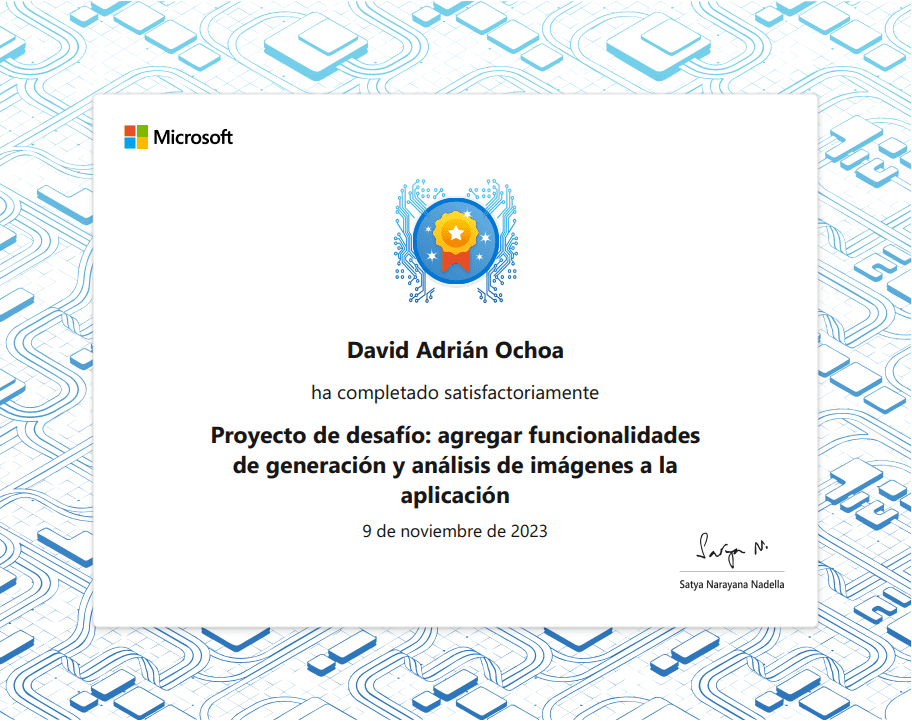 Microsoft
David Adrián Ochoa
ha completado satisfactoriamente
Proyecto de desafío: agregar funcionalidades
de generación y análisis de imágenes a la
aplicación
9 de noviembre de 2023
Satya N.
Satya Narayana Nadella